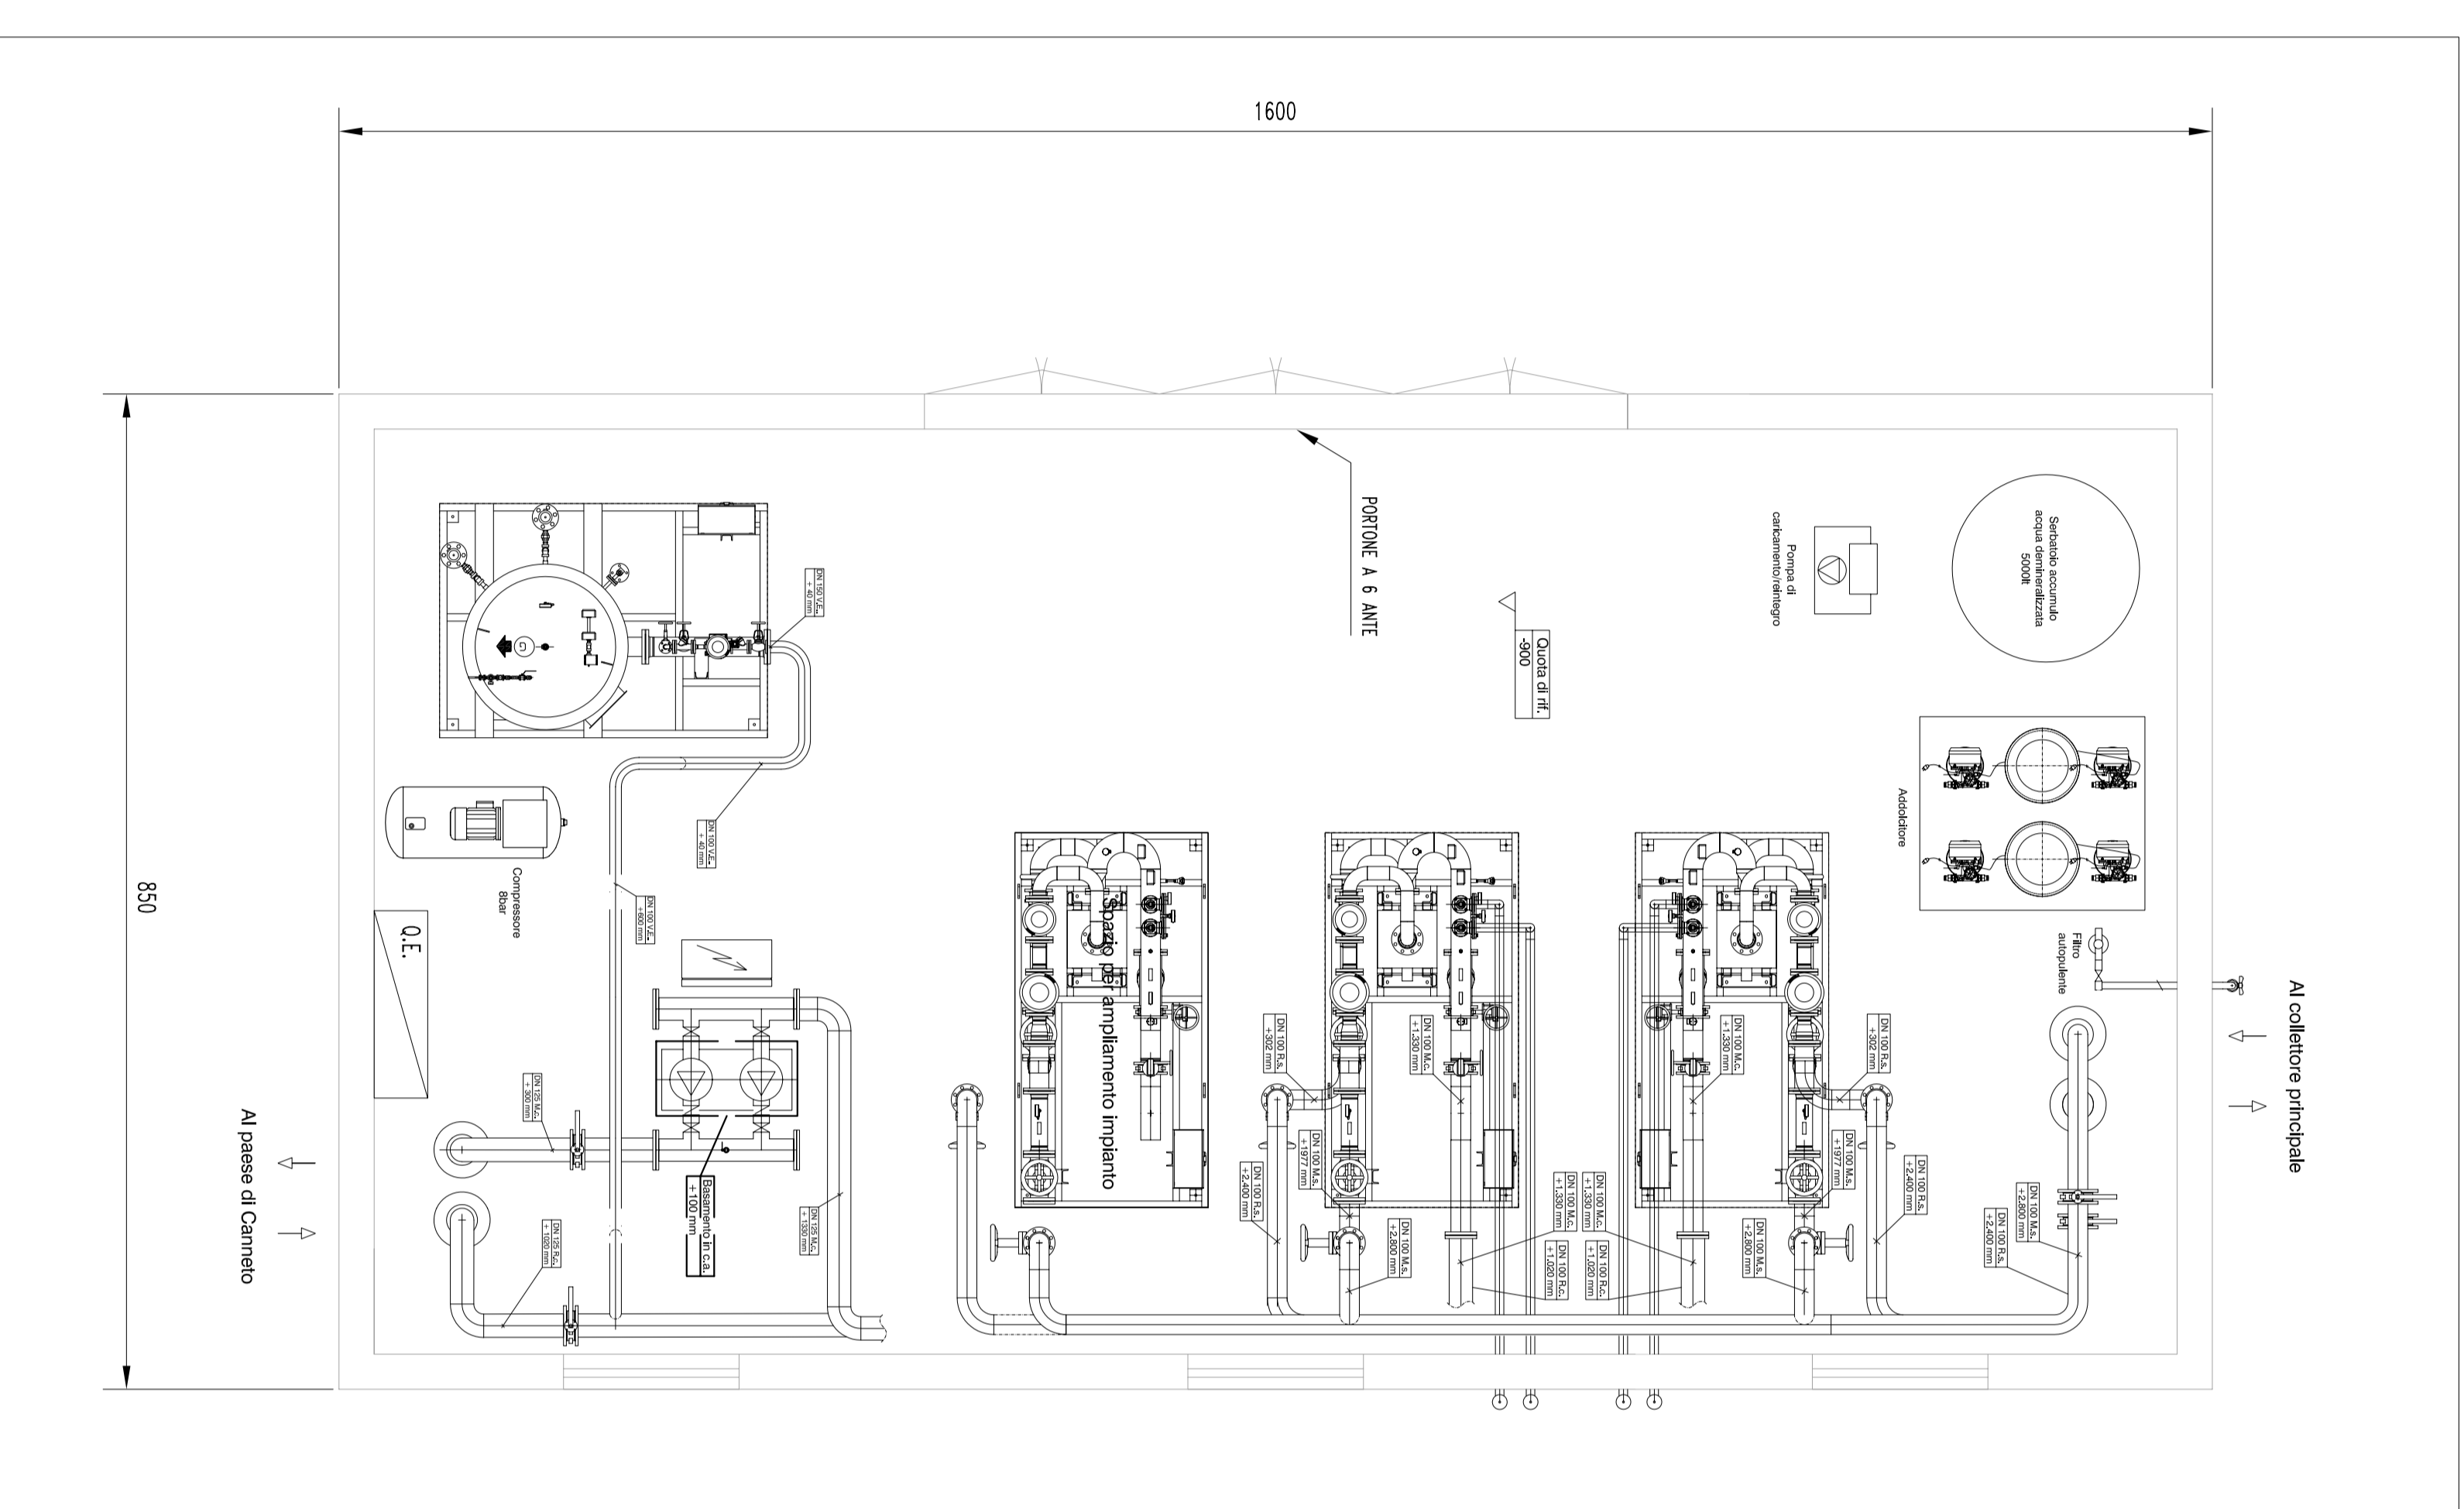 1600
850
PORTONE A 6 ANTE
Quota di rif.
-900
Pompa di
caricamento/reintegro
Serbatoio accumulo
acqua demineralizzata
5000lt
Addolcitore
Filtro
autopulente
Al collettore principale
DN 150 V.E.
+ 40 mm
DN 100 V.E.
+ 40 mm
DN 100 V.E.
+600 mm
Compressore
8bar
Q.E.
Spazio per ampliamento impianto
DN 100 R.s.
+302 mm
DN 100 M.c.
+1.330 mm
DN 100 M.c.
+1.330 mm
DN 100 R.s.
+302 mm
DN 100 M.s.
+1977 mm
DN 100 R.s.
+2.400 mm
DN 100 M.s.
+2.800 mm
DN 100 M.c.
+1.330 mm
DN 100 R.c.
+1.020 mm
DN 100 M.c.
+1.330 mm
DN 100 R.c.
+1.020 mm
DN 100 M.s.
+1977 mm
DN 100 M.s.
+2.800 mm
DN 100 R.s.
+2.400 mm
DN 100 R.s.
+2.400 mm
DN 100 M.s.
+2.800 mm
DN 125 M.c.
+ 300 mm
DN 125 R.c.
+ 1020 mm
Basamento in c.a.
+100 mm
DN 125 M.c.
+ 1330 mm
Al paese di Canneto